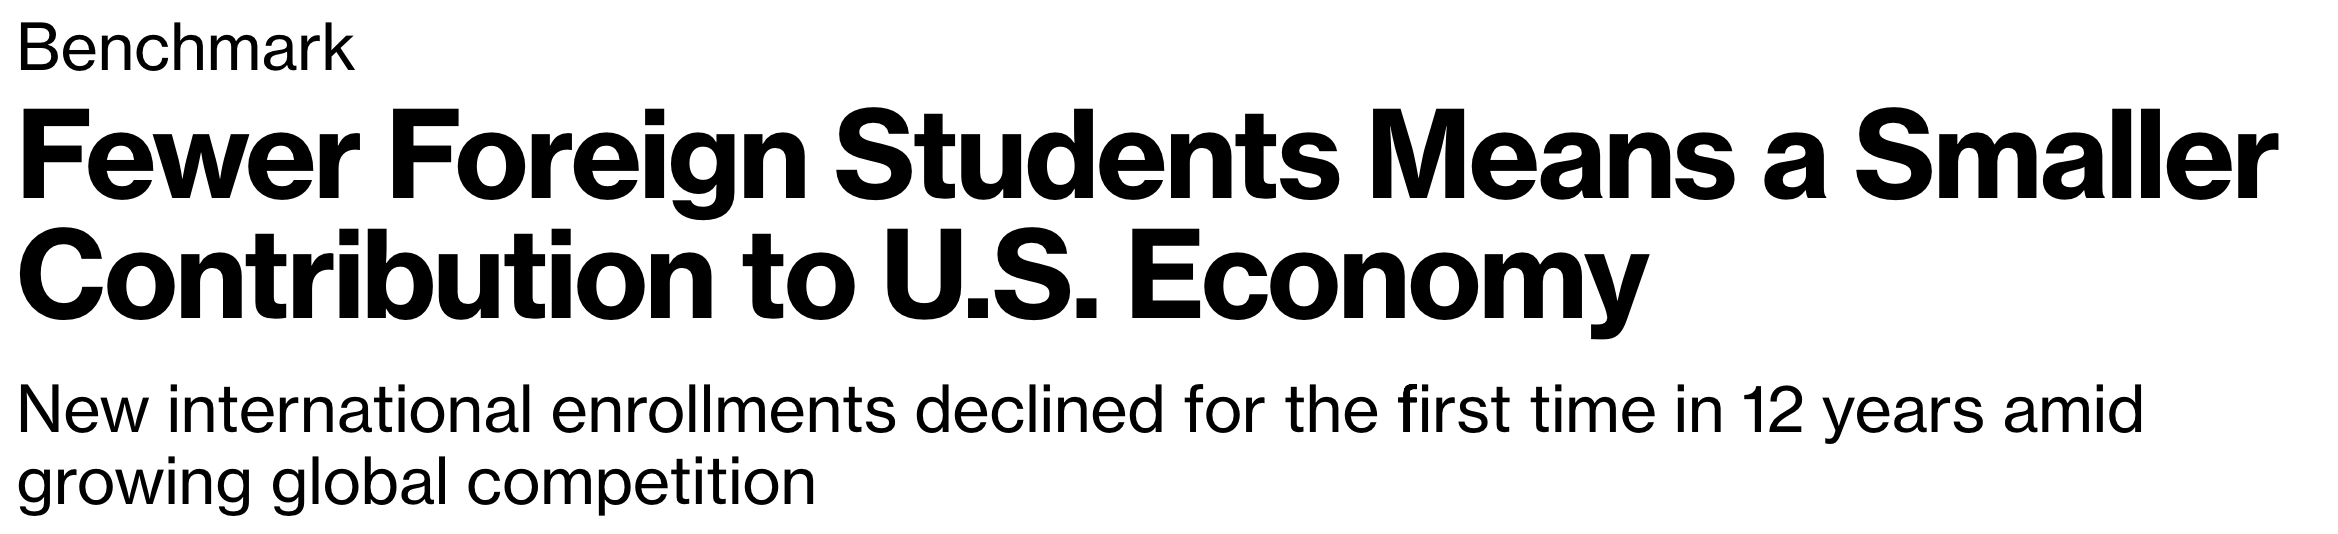 Benchmark
Fewer Foreign Students Means a Smaller
Contribution to U.S. Economy
New international enrollments declined for the first time in 12 years amid
growing global competition